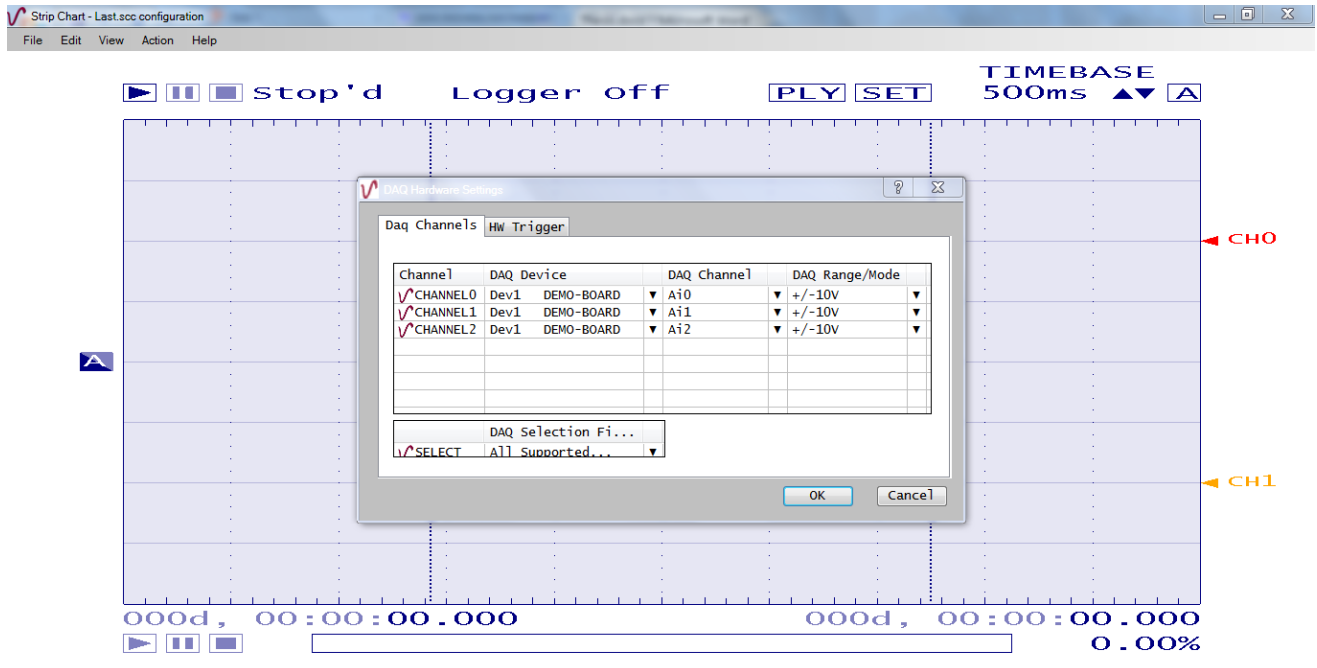 Strip Chart - Last.scc configuration
File Edit View Action Help
TIMEBASE
Stop'd Logger Off PLY SET 500ms A
DAQ Hardware Settings
Daq Channels HW Trigger
CH0
Channel DAQ Device DAQ Channel DAQ Range/Mode
CHANNEL0 Dev1 DEMO-BOARD Ai0 +/-10V
CHANNEL1 Dev1 DEMO-BOARD Ai1 +/-10V
CHANNEL2 Dev1 DEMO-BOARD Ai2 +/-10V
A
DAQ Selection Fi...
SELECT All Supported...
CH1
OK Cancel
000d, 00:00:00.000 000d, 00:00:00.000
0.00%